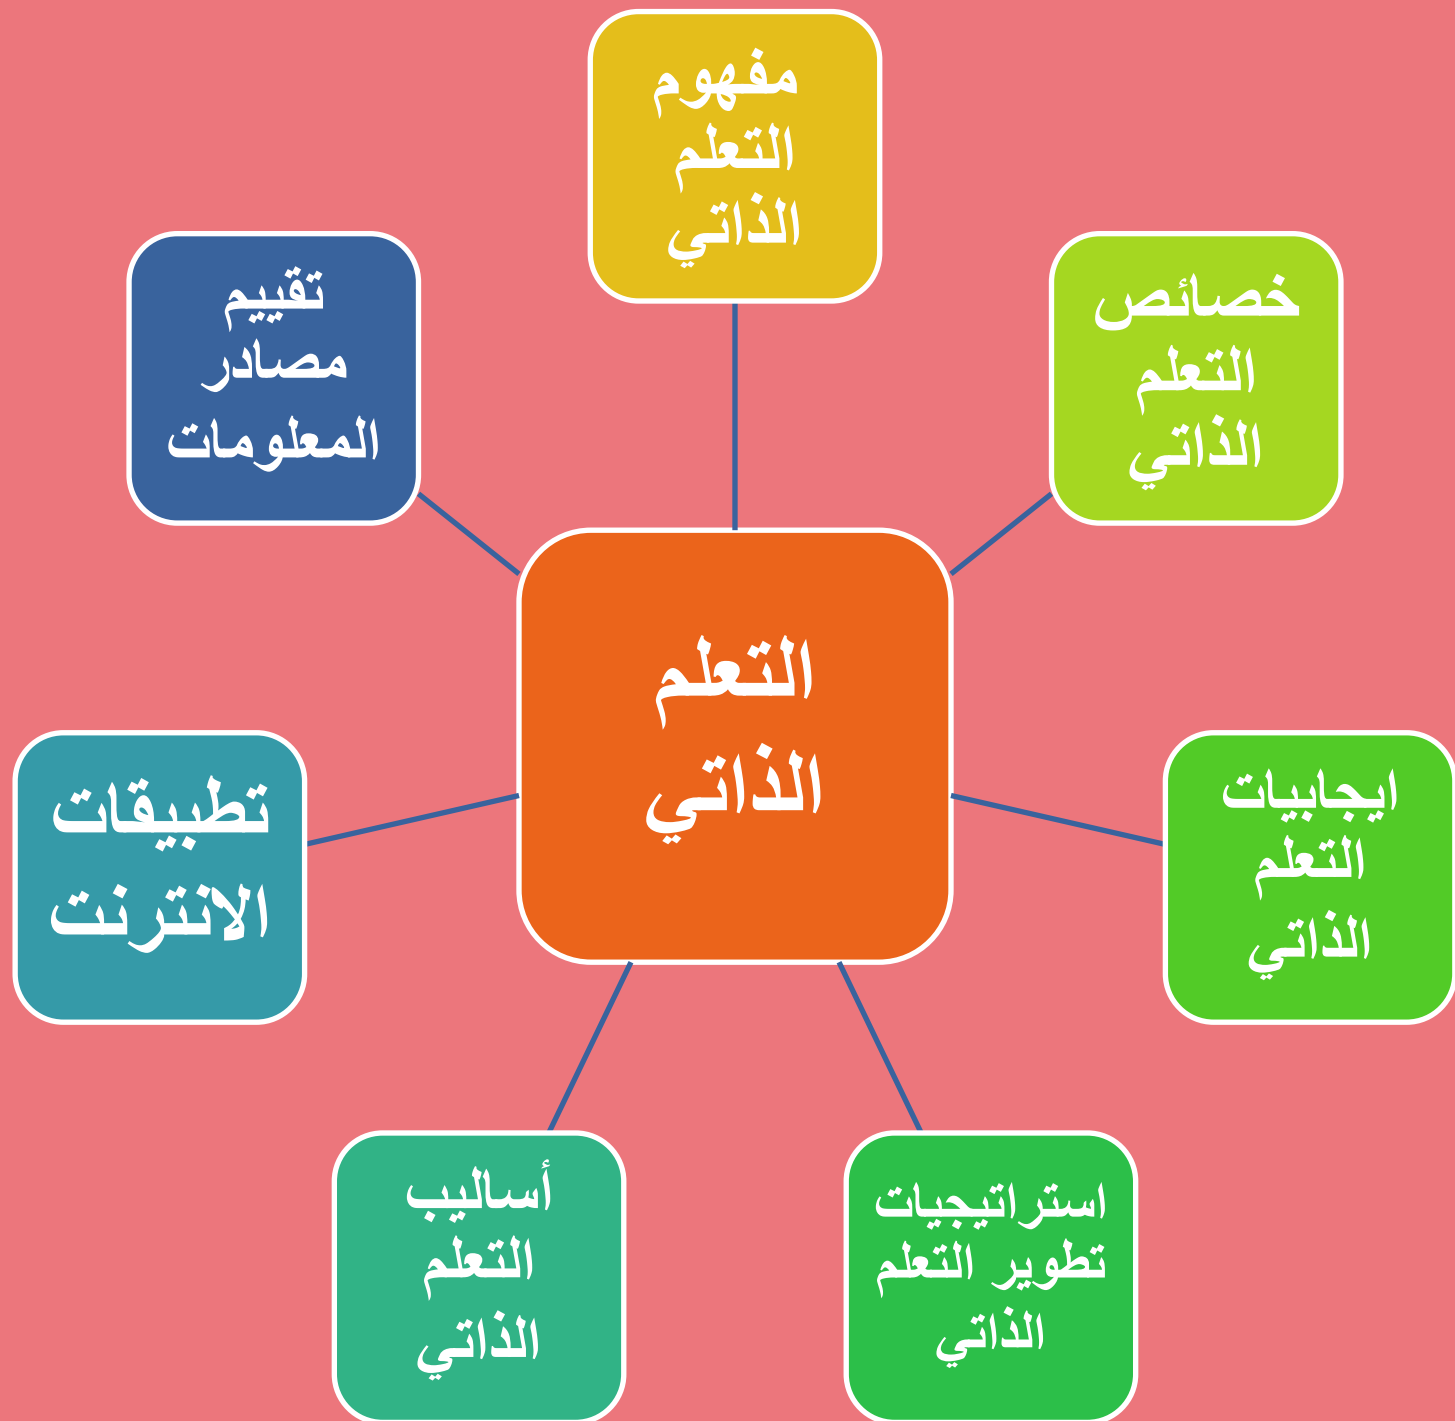 مفهوم
التعلم
الذاتي
خصائص
التعلم
الذاتي
ايجابيات
التعلم
الذاتي
استراتيجيات
تطوير التعلم
الذاتي
أساليب
التعلم
الذاتي
تطبيقات
الانترنت
تقييم
مصادر
المعلومات
التعلم
الذاتي